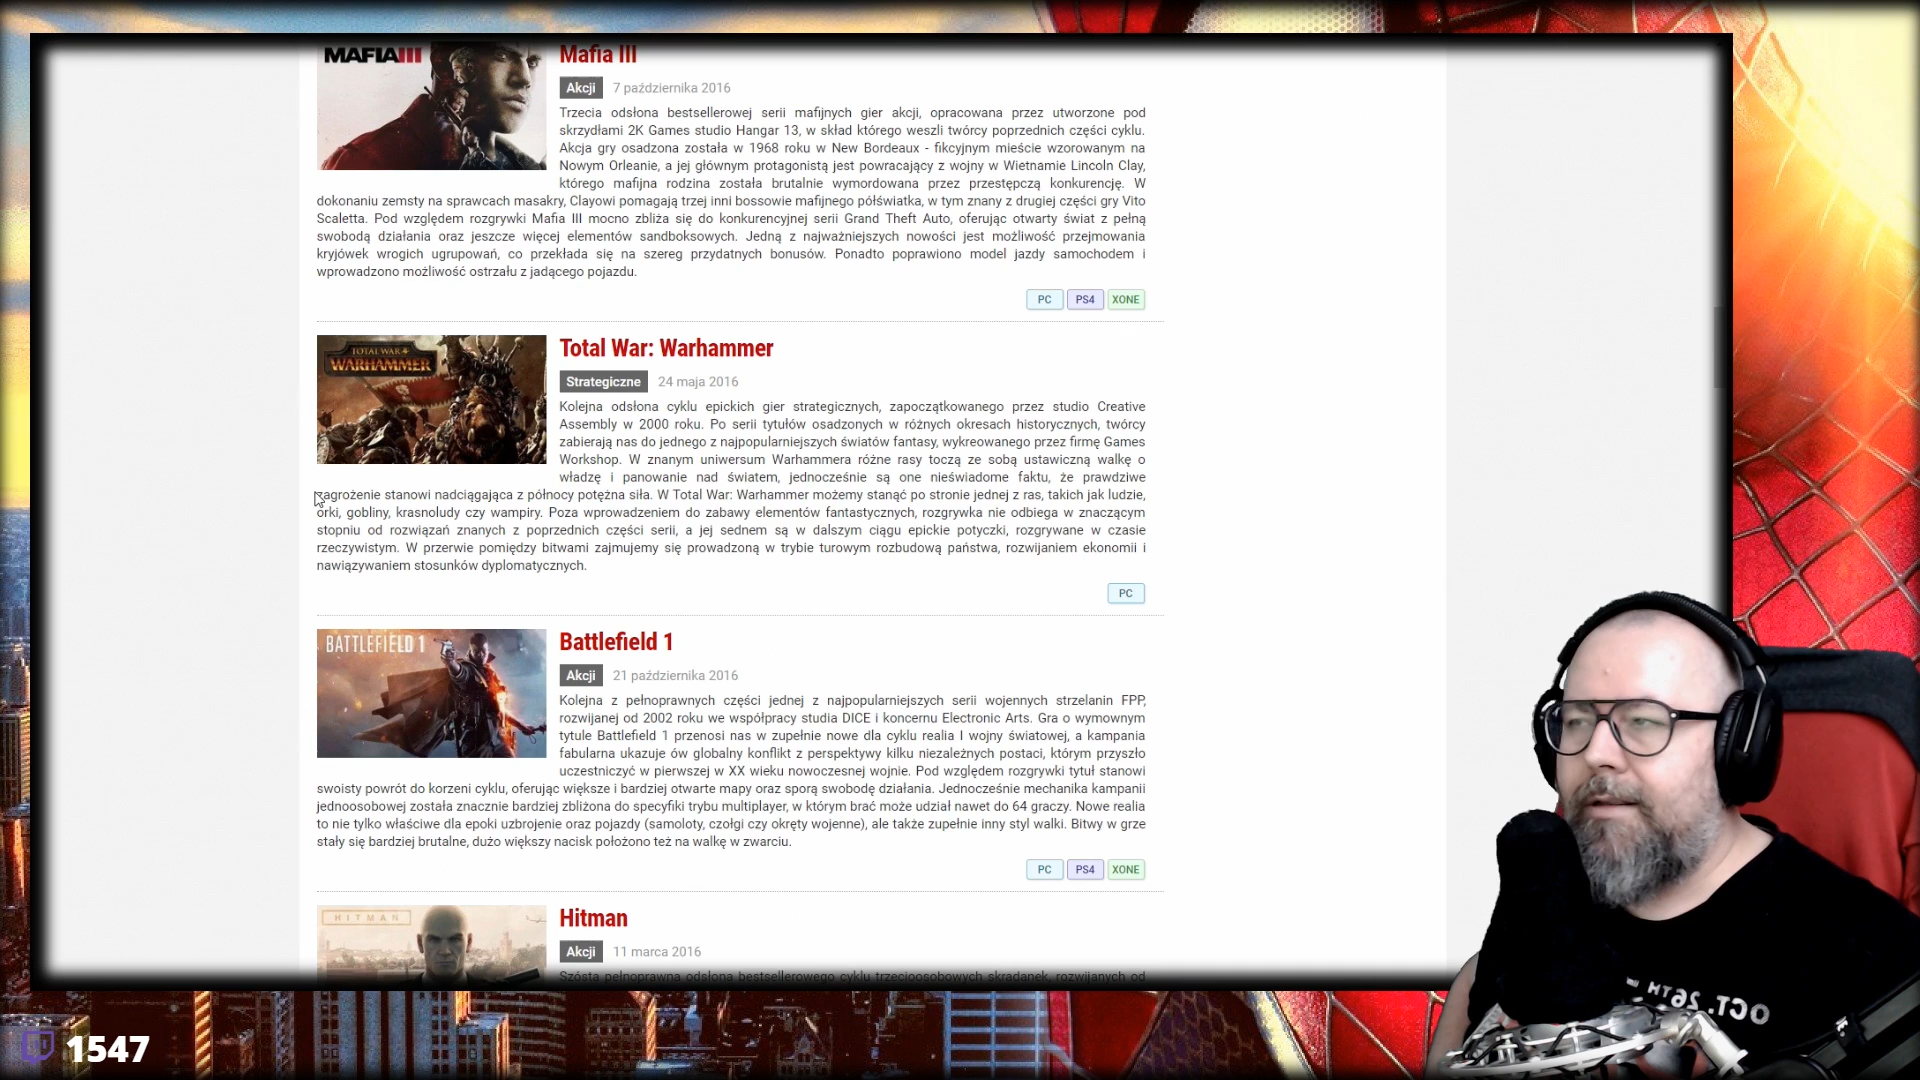 MAFIA III
Mafia III
Akcji 7 października 2016
Trzecia odsłona bestsellerowej serii mafijnych gier akcji, opracowana przez utworzone pod
skrzydłami 2K Games studio Hangar 13, w skład którego weszli twórcy poprzednich części cyklu.
Akcja gry osadzona została w 1968 roku w New Bordeaux - fikcyjnym mieście wzorowanym na
Nowym Orleanie, a jej głównym protagonistą jest powracający z wojny w Wietnamie Lincoln Clay,
którego mafijna rodzina została brutalnie wymordowana przez przestępczą konkurencję. W
dokonaniu zemsty na sprawcach masakry, Clayowi pomagają trzej inni bossowie mafijnego półświatka, w tym znany z drugiej części gry Vito
Scaletta. Pod względem rozgrywki Mafia III mocno zbliża się do konkurencyjnej serii Grand Theft Auto, oferując otwarty świat z pełną
swobodą działania oraz jeszcze więcej elementów sandboksowych. Jedną z najważniejszych nowości jest możliwość przejmowania
kryjówek wrogich ugrupowań, co przekłada się na szereg przydatnych bonusów. Ponadto poprawiono model jazdy samochodem i
wprowadzono możliwość ostrzału z jadącego pojazdu.
PC PS4 XONE
TOTAL WAR
WARHAMMER
Total War: Warhammer
Strategiczne 24 maja 2016
Kolejna odsłona cyklu epickich gier strategicznych, zapoczątkowanego przez studio Creative
Assembly w 2000 roku. Po serii tytułów osadzonych w różnych okresach historycznych, twórcy
zabierają nas do jednego z najpopularniejszych światów fantasy, wykreowanego przez firmę Games
Workshop. W znanym uniwersum Warhammera różne rasy toczą ze sobą ustawiczną walkę o
władzę i panowanie nad światem, jednocześnie są one nieświadome faktu, że prawdziwe
zagrożenie stanowi nadciągająca z północy potężna siła. W Total War: Warhammer możemy stanąć po stronie jednej z ras, takich jak ludzie,
orki, gobliny, krasnoludy czy wampiry. Poza wprowadzeniem do zabawy elementów fantastycznych, rozgrywka nie odbiega w znaczącym
stopniu od rozwiązań znanych z poprzednich części serii, a jej sednem są w dalszym ciągu epickie potyczki, rozgrywane w czasie
rzeczywistym. W przerwie pomiędzy bitwami zajmujemy się prowadzoną w trybie turowym rozbudową państwa, rozwijaniem ekonomii i
nawiązywaniem stosunków dyplomatycznych.
PC
BATTLEFIELD 1
Battlefield 1
Akcji 21 października 2016
Kolejna z pełnoprawnych części jednej z najpopularniejszych serii wojennych strzelanin FPP,
rozwijanej od 2002 roku we współpracy studia DICE i koncernu Electronic Arts. Gra o wymownym
tytule Battlefield 1 przenosi nas w zupełnie nowe dla cyklu realia I wojny światowej, a kampania
fabularna ukazuje ów globalny konflikt z perspektywy kilku niezależnych postaci, którym przyszło
uczestniczyć w pierwszej w XX wieku nowoczesnej wojnie. Pod względem rozgrywki tytuł stanowi
swoisty powrót do korzeni cyklu, oferując większe i bardziej otwarte mapy oraz sporą swobodę działania. Jednocześnie mechanika kampanii
jednoosobowej została znacznie bardziej zbliżona do specyfiki trybu multiplayer, w którym brać może udział nawet do 64 graczy. Nowe realia
to nie tylko właściwe dla epoki uzbrojenie oraz pojazdy (samoloty, czołgi czy okręty wojenne), ale także zupełnie inny styl walki. Bitwy w grze
stały się bardziej brutalne, dużo większy nacisk położono też na walkę w zwarciu.
PC PS4 XONE
HITMAN
Hitman
Akcji 11 marca 2016
Szósta pełnoprawna odsłona bestsellerowego cyklu trzecioosobowych skradanek, rozwijanych od
OCT. 26TH
1547